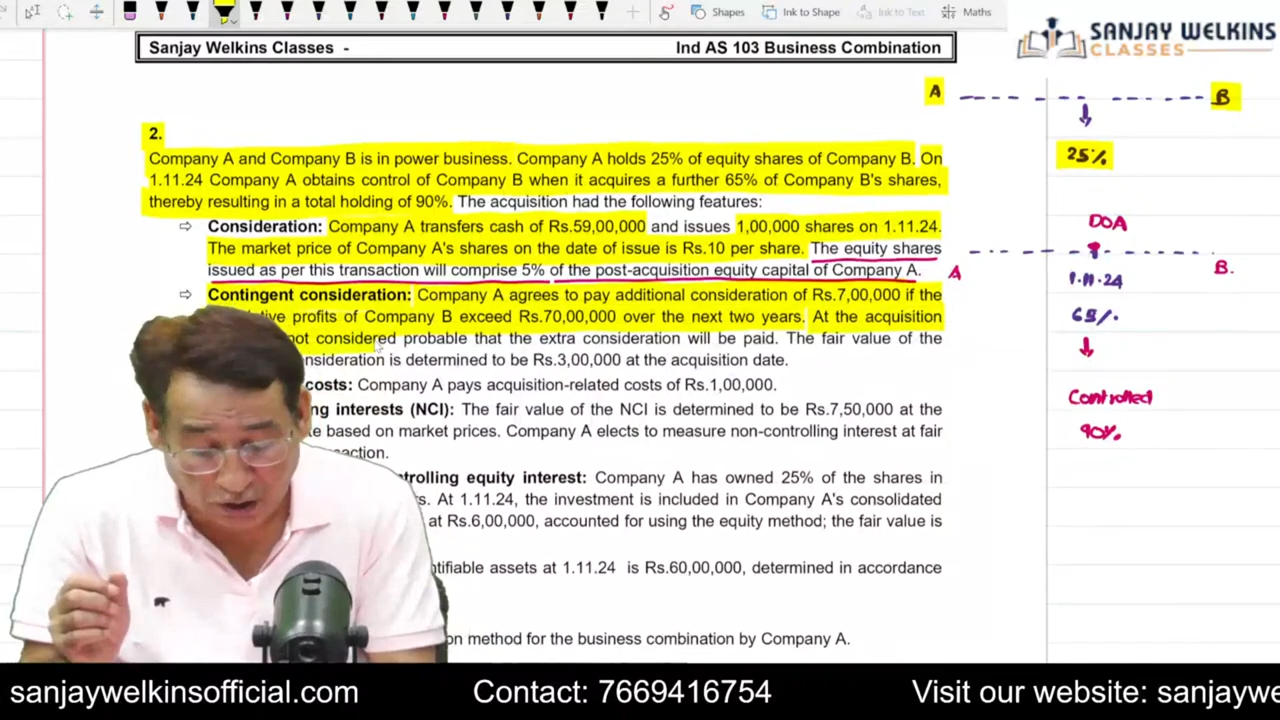 Shapes Ink to Shape Ink to Text Maths
Sanjay Welkins Classes - Ind AS 103 Business Combination
SANJAY WELKINS
CLASSES
A B
2.
25%
Company A and Company B is in power business. Company A holds 25% of equity shares of Company B. On
1.11.24 Company A obtains control of Company B when it acquires a further 65% of Company B's shares,
thereby resulting in a total holding of 90%. The acquisition had the following features:
⇨ Consideration: Company A transfers cash of Rs.59,00,000 and issues 1,00,000 shares on 1.11.24.
The market price of Company A's shares on the date of issue is Rs.10 per share. The equity shares
issued as per this transaction will comprise 5% of the post-acquisition equity capital of Company A.
DOA
A B.
1.11.24
65%.
Controlled
90%.
⇨ Contingent consideration: Company A agrees to pay additional consideration of Rs.7,00,000 if the
profits of Company B exceed Rs.70,00,000 over the next two years. At the acquisition
not considered probable that the extra consideration will be paid. The fair value of the
is determined to be Rs.3,00,000 at the acquisition date.
costs: Company A pays acquisition-related costs of Rs.1,00,000.
interests (NCI): The fair value of the NCI is determined to be Rs.7,50,000 at the
based on market prices. Company A elects to measure non-controlling interest at fair
equity interest: Company A has owned 25% of the shares in
At 1.11.24, the investment is included in Company A's consolidated
at Rs.6,00,000, accounted for using the equity method; the fair value is
assets at 1.11.24 is Rs.60,00,000, determined in accordance
method for the business combination by Company A.
sanjaywelkinsofficial.com Contact: 7669416754 Visit our website: sanjaywe